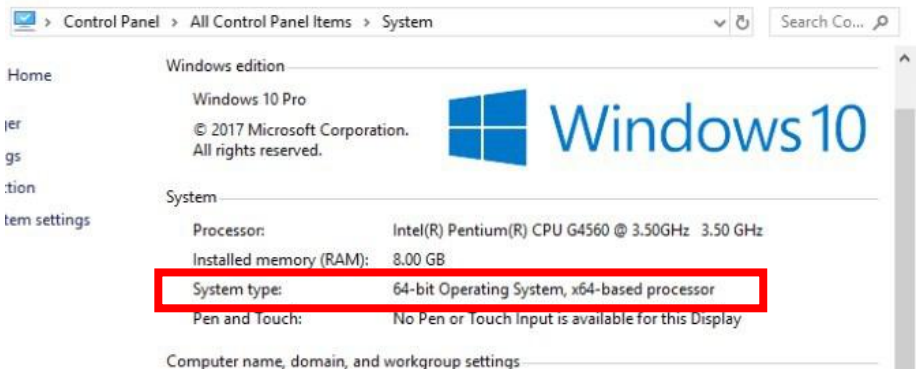 > Control Panel > All Control Panel Items > System
Search Co...
Home
Windows edition
Windows 10 Pro
© 2017 Microsoft Corporation.
All rights reserved.
Windows 10
System
tem settings
Processor: Intel(R) Pentium(R) CPU G4560 @ 3.50GHz 3.50 GHz
Installed memory (RAM): 8.00 GB
System type: 64-bit Operating System, x64-based processor
Pen and Touch: No Pen or Touch Input is available for this Display
Computer name, domain, and workgroup settings